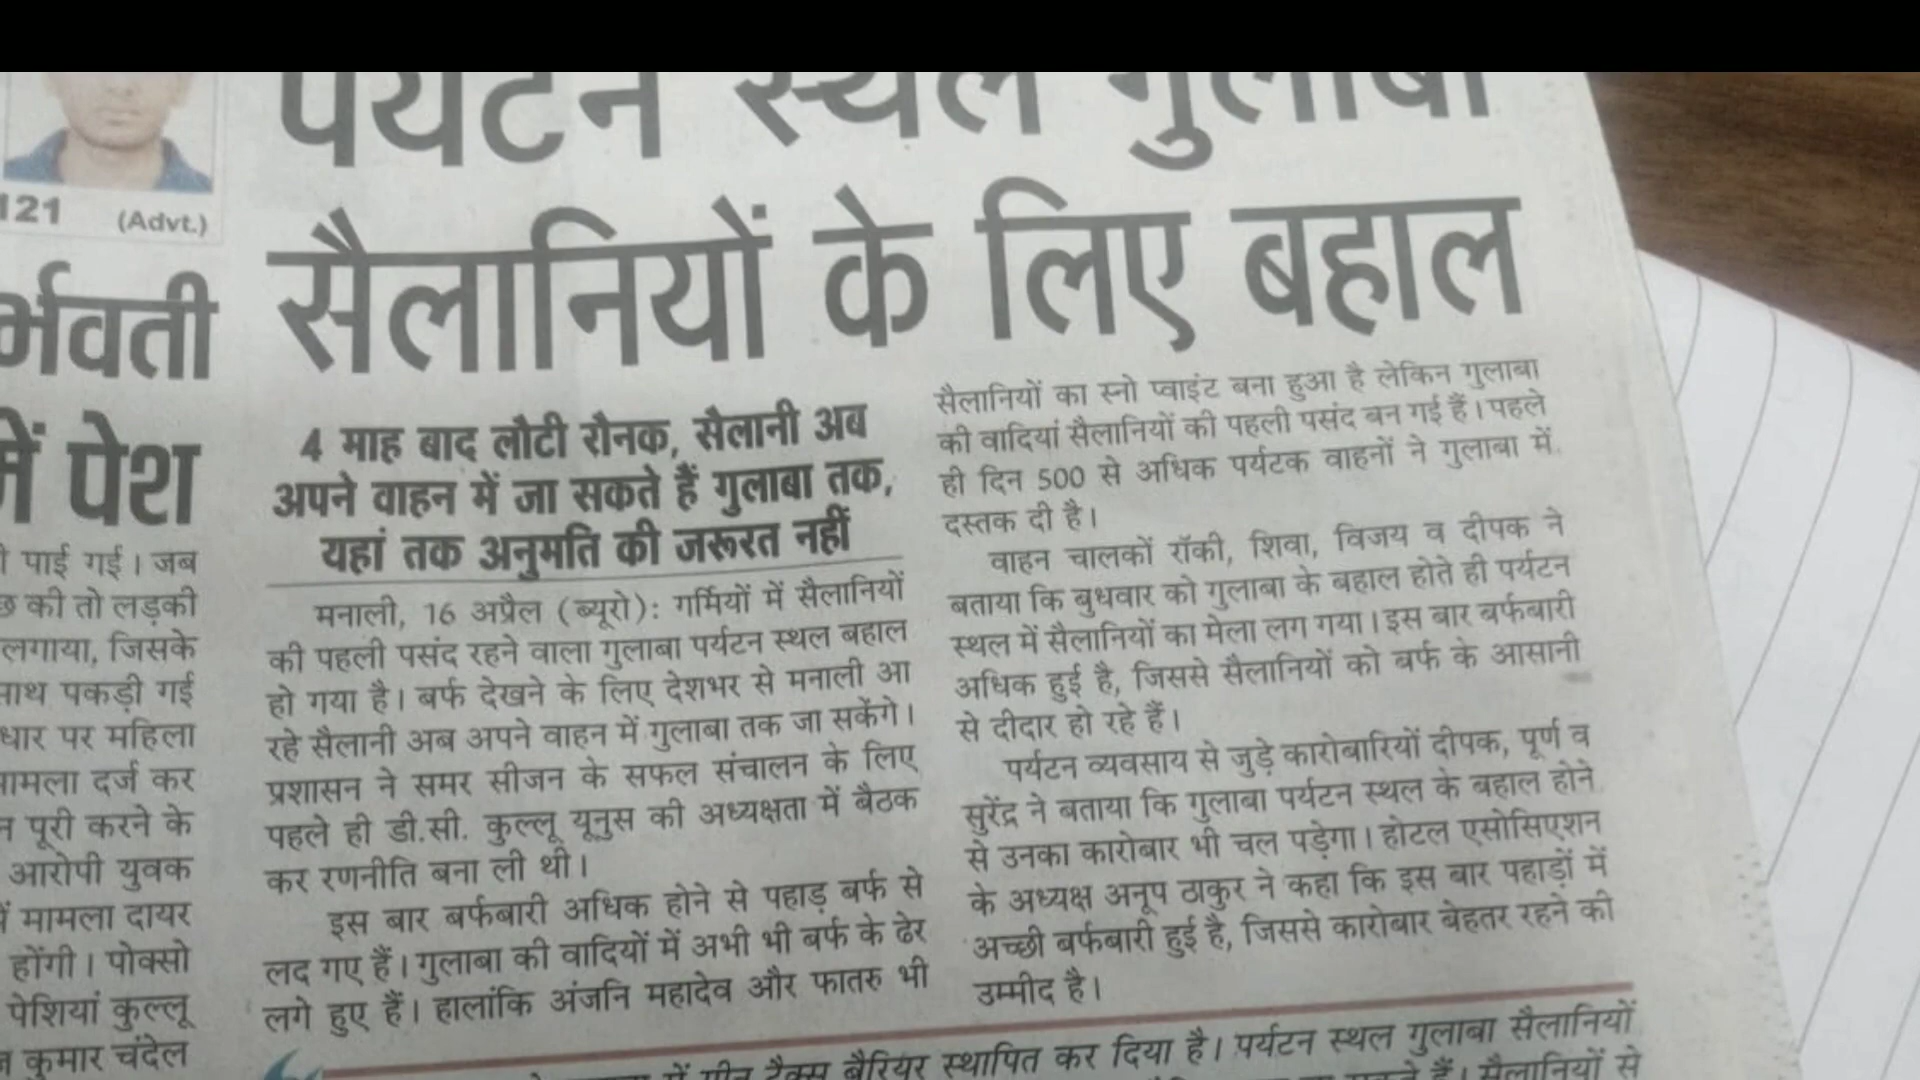 121 (Advt.)
र्भवती
में पेश
पाई गई। जब
की तो लड़की
लगाया, जिसके
साथ पकड़ी गई
धार पर महिला
मामला दर्ज कर
पूरी करने के
आरोपी युवक
में मामला दायर
होंगी। पोक्सो
पेशियां कुल्लू
कुमार चंदेल
पर्यटन स्थल गुलाबा
सैलानियों के लिए बहाल
4 माह बाद लौटी रौनक, सैलानी अब
अपने वाहन में जा सकते हैं गुलाबा तक,
यहां तक अनुमति की जरूरत नहीं
मनाली, 16 अप्रैल (ब्यूरो): गर्मियों में सैलानियों
की पहली पसंद रहने वाला गुलाबा पर्यटन स्थल बहाल
हो गया है। बर्फ देखने के लिए देशभर से मनाली आ
रहे सैलानी अब अपने वाहन में गुलाबा तक जा सकेंगे।
प्रशासन ने समर सीजन के सफल संचालन के लिए
पहले ही डी.सी. कुल्लू यूनुस की अध्यक्षता में बैठक
कर रणनीति बना ली थी।
इस बार बर्फबारी अधिक होने से पहाड़ बर्फ से
लद गए हैं। गुलाबा की वादियों में अभी भी बर्फ के ढेर
लगे हुए हैं। हालांकि अंजनि महादेव और फातरु भी
सैलानियों का स्नो प्वाइंट बना हुआ है लेकिन गुलाबा
की वादियां सैलानियों की पहली पसंद बन गई हैं। पहले
ही दिन 500 से अधिक पर्यटक वाहनों ने गुलाबा में
दस्तक दी है।
वाहन चालकों रॉकी, शिवा, विजय व दीपक ने
बताया कि बुधवार को गुलाबा के बहाल होते ही पर्यटन
स्थल में सैलानियों का मेला लग गया। इस बार बर्फबारी
अधिक हुई है, जिससे सैलानियों को बर्फ के आसानी
से दीदार हो रहे हैं।
पर्यटन व्यवसाय से जुड़े कारोबारियों दीपक, पूर्ण व
सुरेंद्र ने बताया कि गुलाबा पर्यटन स्थल के बहाल होने
से उनका कारोबार भी चल पड़ेगा। होटल एसोसिएशन
के अध्यक्ष अनूप ठाकुर ने कहा कि इस बार पहाड़ों में
अच्छी बर्फबारी हुई है, जिससे कारोबार बेहतर रहने की
उम्मीद है।
में ग्रीन टैक्स बैरियर स्थापित कर दिया है। पर्यटन स्थल गुलाबा सैलानियों
हैं। सैलानियों से